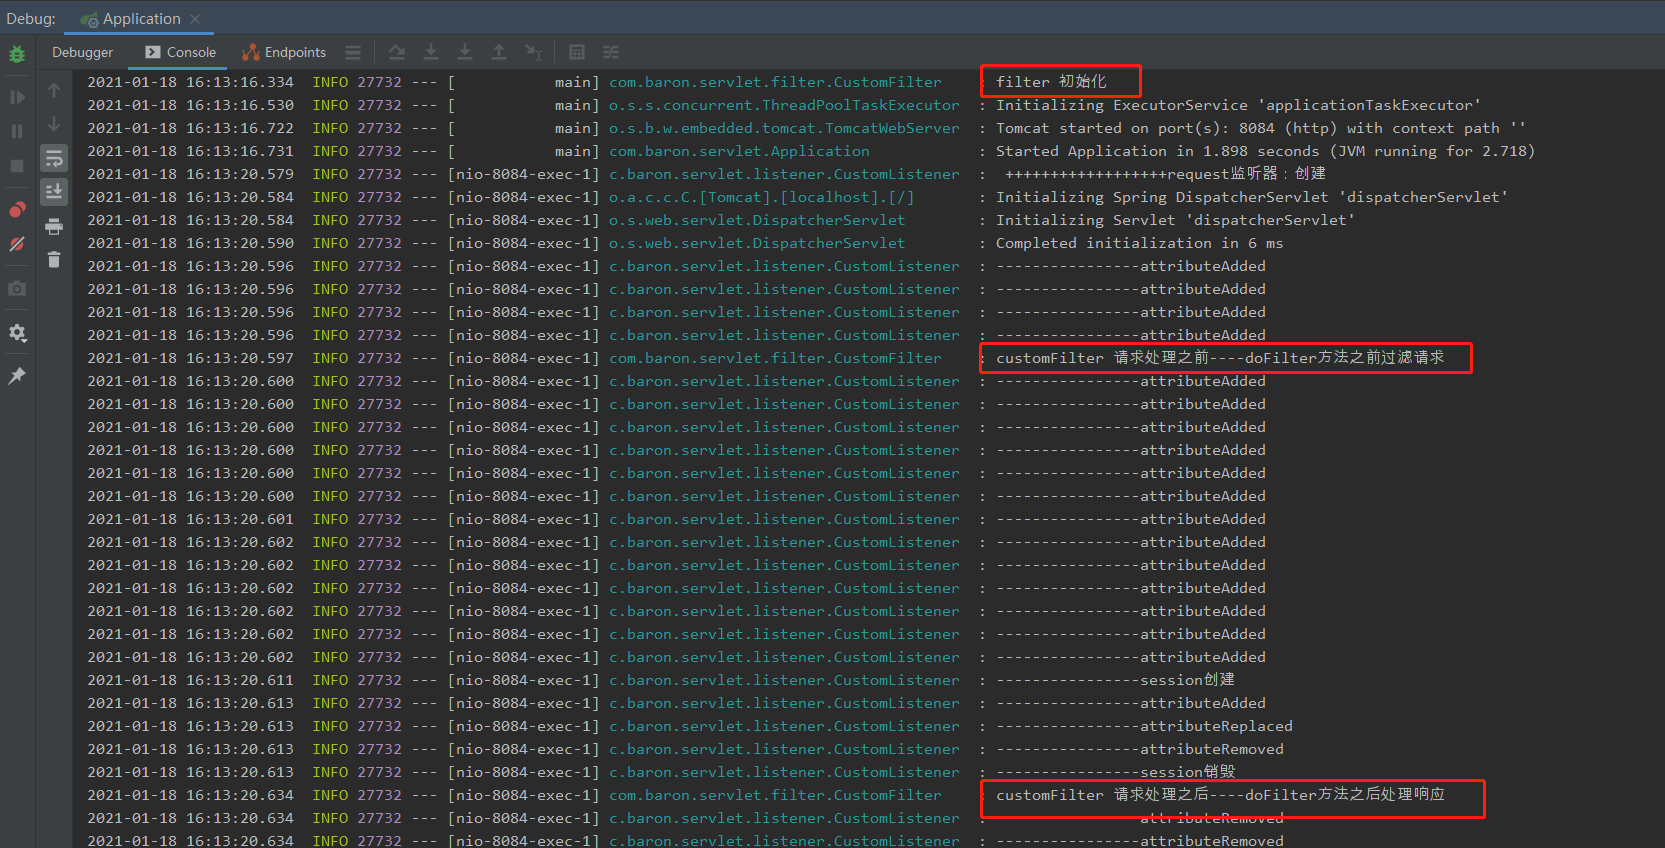 Debug: Application
Debugger Console Endpoints
2021-01-18 16:13:16.334 INFO 27732 --- [ main] com.baron.servlet.filter.CustomFilter : filter 初始化
2021-01-18 16:13:16.530 INFO 27732 --- [ main] o.s.s.concurrent.ThreadPoolTaskExecutor : Initializing ExecutorService 'applicationTaskExecutor'
2021-01-18 16:13:16.722 INFO 27732 --- [ main] o.s.b.w.embedded.tomcat.TomcatWebServer : Tomcat started on port(s): 8084 (http) with context path ''
2021-01-18 16:13:16.731 INFO 27732 --- [ main] com.baron.servlet.Application : Started Application in 1.898 seconds (JVM running for 2.718)
2021-01-18 16:13:20.579 INFO 27732 --- [nio-8084-exec-1] c.baron.servlet.listener.CustomListener : ++++++++++++++++++request监听器：创建
2021-01-18 16:13:20.584 INFO 27732 --- [nio-8084-exec-1] o.a.c.c.C.[Tomcat].[localhost].[/] : Initializing Spring DispatcherServlet 'dispatcherServlet'
2021-01-18 16:13:20.584 INFO 27732 --- [nio-8084-exec-1] o.s.web.servlet.DispatcherServlet : Initializing Servlet 'dispatcherServlet'
2021-01-18 16:13:20.590 INFO 27732 --- [nio-8084-exec-1] o.s.web.servlet.DispatcherServlet : Completed initialization in 6 ms
2021-01-18 16:13:20.596 INFO 27732 --- [nio-8084-exec-1] c.baron.servlet.listener.CustomListener : ----------------attributeAdded
2021-01-18 16:13:20.596 INFO 27732 --- [nio-8084-exec-1] c.baron.servlet.listener.CustomListener : ----------------attributeAdded
2021-01-18 16:13:20.596 INFO 27732 --- [nio-8084-exec-1] c.baron.servlet.listener.CustomListener : ----------------attributeAdded
2021-01-18 16:13:20.596 INFO 27732 --- [nio-8084-exec-1] c.baron.servlet.listener.CustomListener : ----------------attributeAdded
2021-01-18 16:13:20.597 INFO 27732 --- [nio-8084-exec-1] com.baron.servlet.filter.CustomFilter : customFilter 请求处理之前----doFilter方法之前过滤请求
2021-01-18 16:13:20.600 INFO 27732 --- [nio-8084-exec-1] c.baron.servlet.listener.CustomListener : ----------------attributeAdded
2021-01-18 16:13:20.600 INFO 27732 --- [nio-8084-exec-1] c.baron.servlet.listener.CustomListener : ----------------attributeAdded
2021-01-18 16:13:20.600 INFO 27732 --- [nio-8084-exec-1] c.baron.servlet.listener.CustomListener : ----------------attributeAdded
2021-01-18 16:13:20.600 INFO 27732 --- [nio-8084-exec-1] c.baron.servlet.listener.CustomListener : ----------------attributeAdded
2021-01-18 16:13:20.600 INFO 27732 --- [nio-8084-exec-1] c.baron.servlet.listener.CustomListener : ----------------attributeAdded
2021-01-18 16:13:20.600 INFO 27732 --- [nio-8084-exec-1] c.baron.servlet.listener.CustomListener : ----------------attributeAdded
2021-01-18 16:13:20.601 INFO 27732 --- [nio-8084-exec-1] c.baron.servlet.listener.CustomListener : ----------------attributeAdded
2021-01-18 16:13:20.602 INFO 27732 --- [nio-8084-exec-1] c.baron.servlet.listener.CustomListener : ----------------attributeAdded
2021-01-18 16:13:20.602 INFO 27732 --- [nio-8084-exec-1] c.baron.servlet.listener.CustomListener : ----------------attributeAdded
2021-01-18 16:13:20.602 INFO 27732 --- [nio-8084-exec-1] c.baron.servlet.listener.CustomListener : ----------------attributeAdded
2021-01-18 16:13:20.602 INFO 27732 --- [nio-8084-exec-1] c.baron.servlet.listener.CustomListener : ----------------attributeAdded
2021-01-18 16:13:20.602 INFO 27732 --- [nio-8084-exec-1] c.baron.servlet.listener.CustomListener : ----------------attributeAdded
2021-01-18 16:13:20.602 INFO 27732 --- [nio-8084-exec-1] c.baron.servlet.listener.CustomListener : ----------------attributeAdded
2021-01-18 16:13:20.611 INFO 27732 --- [nio-8084-exec-1] c.baron.servlet.listener.CustomListener : ----------------session创建
2021-01-18 16:13:20.613 INFO 27732 --- [nio-8084-exec-1] c.baron.servlet.listener.CustomListener : ----------------attributeAdded
2021-01-18 16:13:20.613 INFO 27732 --- [nio-8084-exec-1] c.baron.servlet.listener.CustomListener : ----------------attributeReplaced
2021-01-18 16:13:20.613 INFO 27732 --- [nio-8084-exec-1] c.baron.servlet.listener.CustomListener : ----------------attributeRemoved
2021-01-18 16:13:20.613 INFO 27732 --- [nio-8084-exec-1] c.baron.servlet.listener.CustomListener : ----------------session销毁
2021-01-18 16:13:20.634 INFO 27732 --- [nio-8084-exec-1] com.baron.servlet.filter.CustomFilter : customFilter 请求处理之后----doFilter方法之后处理响应
2021-01-18 16:13:20.634 INFO 27732 --- [nio-8084-exec-1] c.baron.servlet.listener.CustomListener : ----------------attributeRemoved
2021-01-18 16:13:20.634 INFO 27732 --- [nio-8084-exec-1] c.baron.servlet.listener.CustomListener : ----------------attributeRemoved